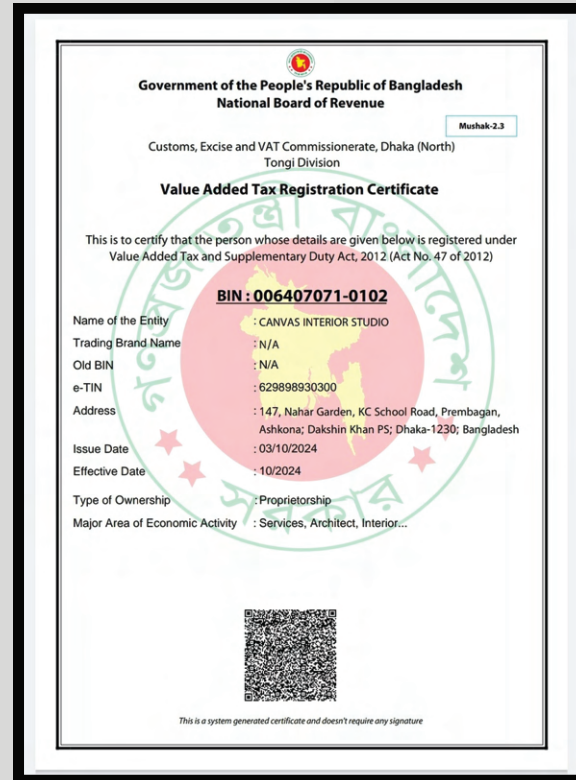 Government of the People's Republic of Bangladesh
National Board of Revenue
Mushak-2.3
Customs, Excise and VAT Commissionerate, Dhaka (North)
Tongi Division
Value Added Tax Registration Certificate
This is to certify that the person whose details are given below is registered under
Value Added Tax and Supplementary Duty Act, 2012 (Act No. 47 of 2012)
BIN : 006407071-0102
Name of the Entity : CANVAS INTERIOR STUDIO
Trading Brand Name : N/A
Old BIN : N/A
e-TIN : 629898930300
Address : 147, Nahar Garden, KC School Road, Prembagan,
Ashkona; Dakshin Khan PS; Dhaka-1230; Bangladesh
Issue Date : 03/10/2024
Effective Date : 10/2024
Type of Ownership : Proprietorship
Major Area of Economic Activity : Services, Architect, Interior...
This is a system generated certificate and doesn't require any signature
গণপ্রজাতন্ত্রী বাংলাদেশ
সরকার